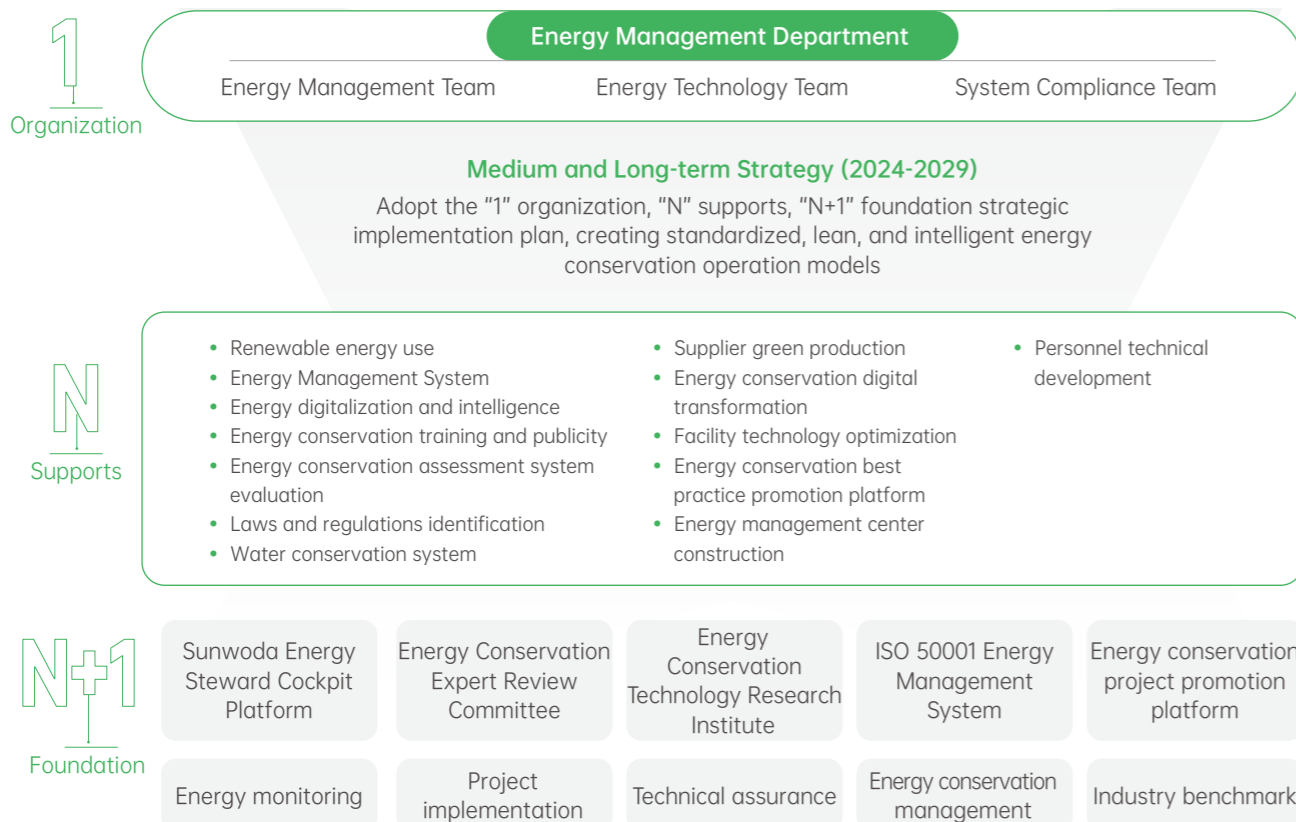 1
Organization
Energy Management Department
Energy Management Team
Energy Technology Team
System Compliance Team
Medium and Long-term Strategy (2024-2029)
Adopt the “1” organization, “N” supports, “N+1” foundation strategic
implementation plan, creating standardized, lean, and intelligent energy
conservation operation models
N
Supports
• Renewable energy use
• Energy Management System
• Energy digitalization and intelligence
• Energy conservation training and publicity
• Energy conservation assessment system
evaluation
• Laws and regulations identification
• Water conservation system
• Supplier green production
• Energy conservation digital
transformation
• Facility technology optimization
• Energy conservation best
practice promotion platform
• Energy management center
construction
• Personnel technical
development
N+1
Foundation
Sunwoda Energy
Steward Cockpit
Platform
Energy Conservation
Expert Review
Committee
Energy
Conservation
Technology Research
Institute
ISO 50001 Energy
Management
System
Energy conservation
project promotion
platform
Energy monitoring
Project
implementation
Technical assurance
Energy conservation
management
Industry benchmark